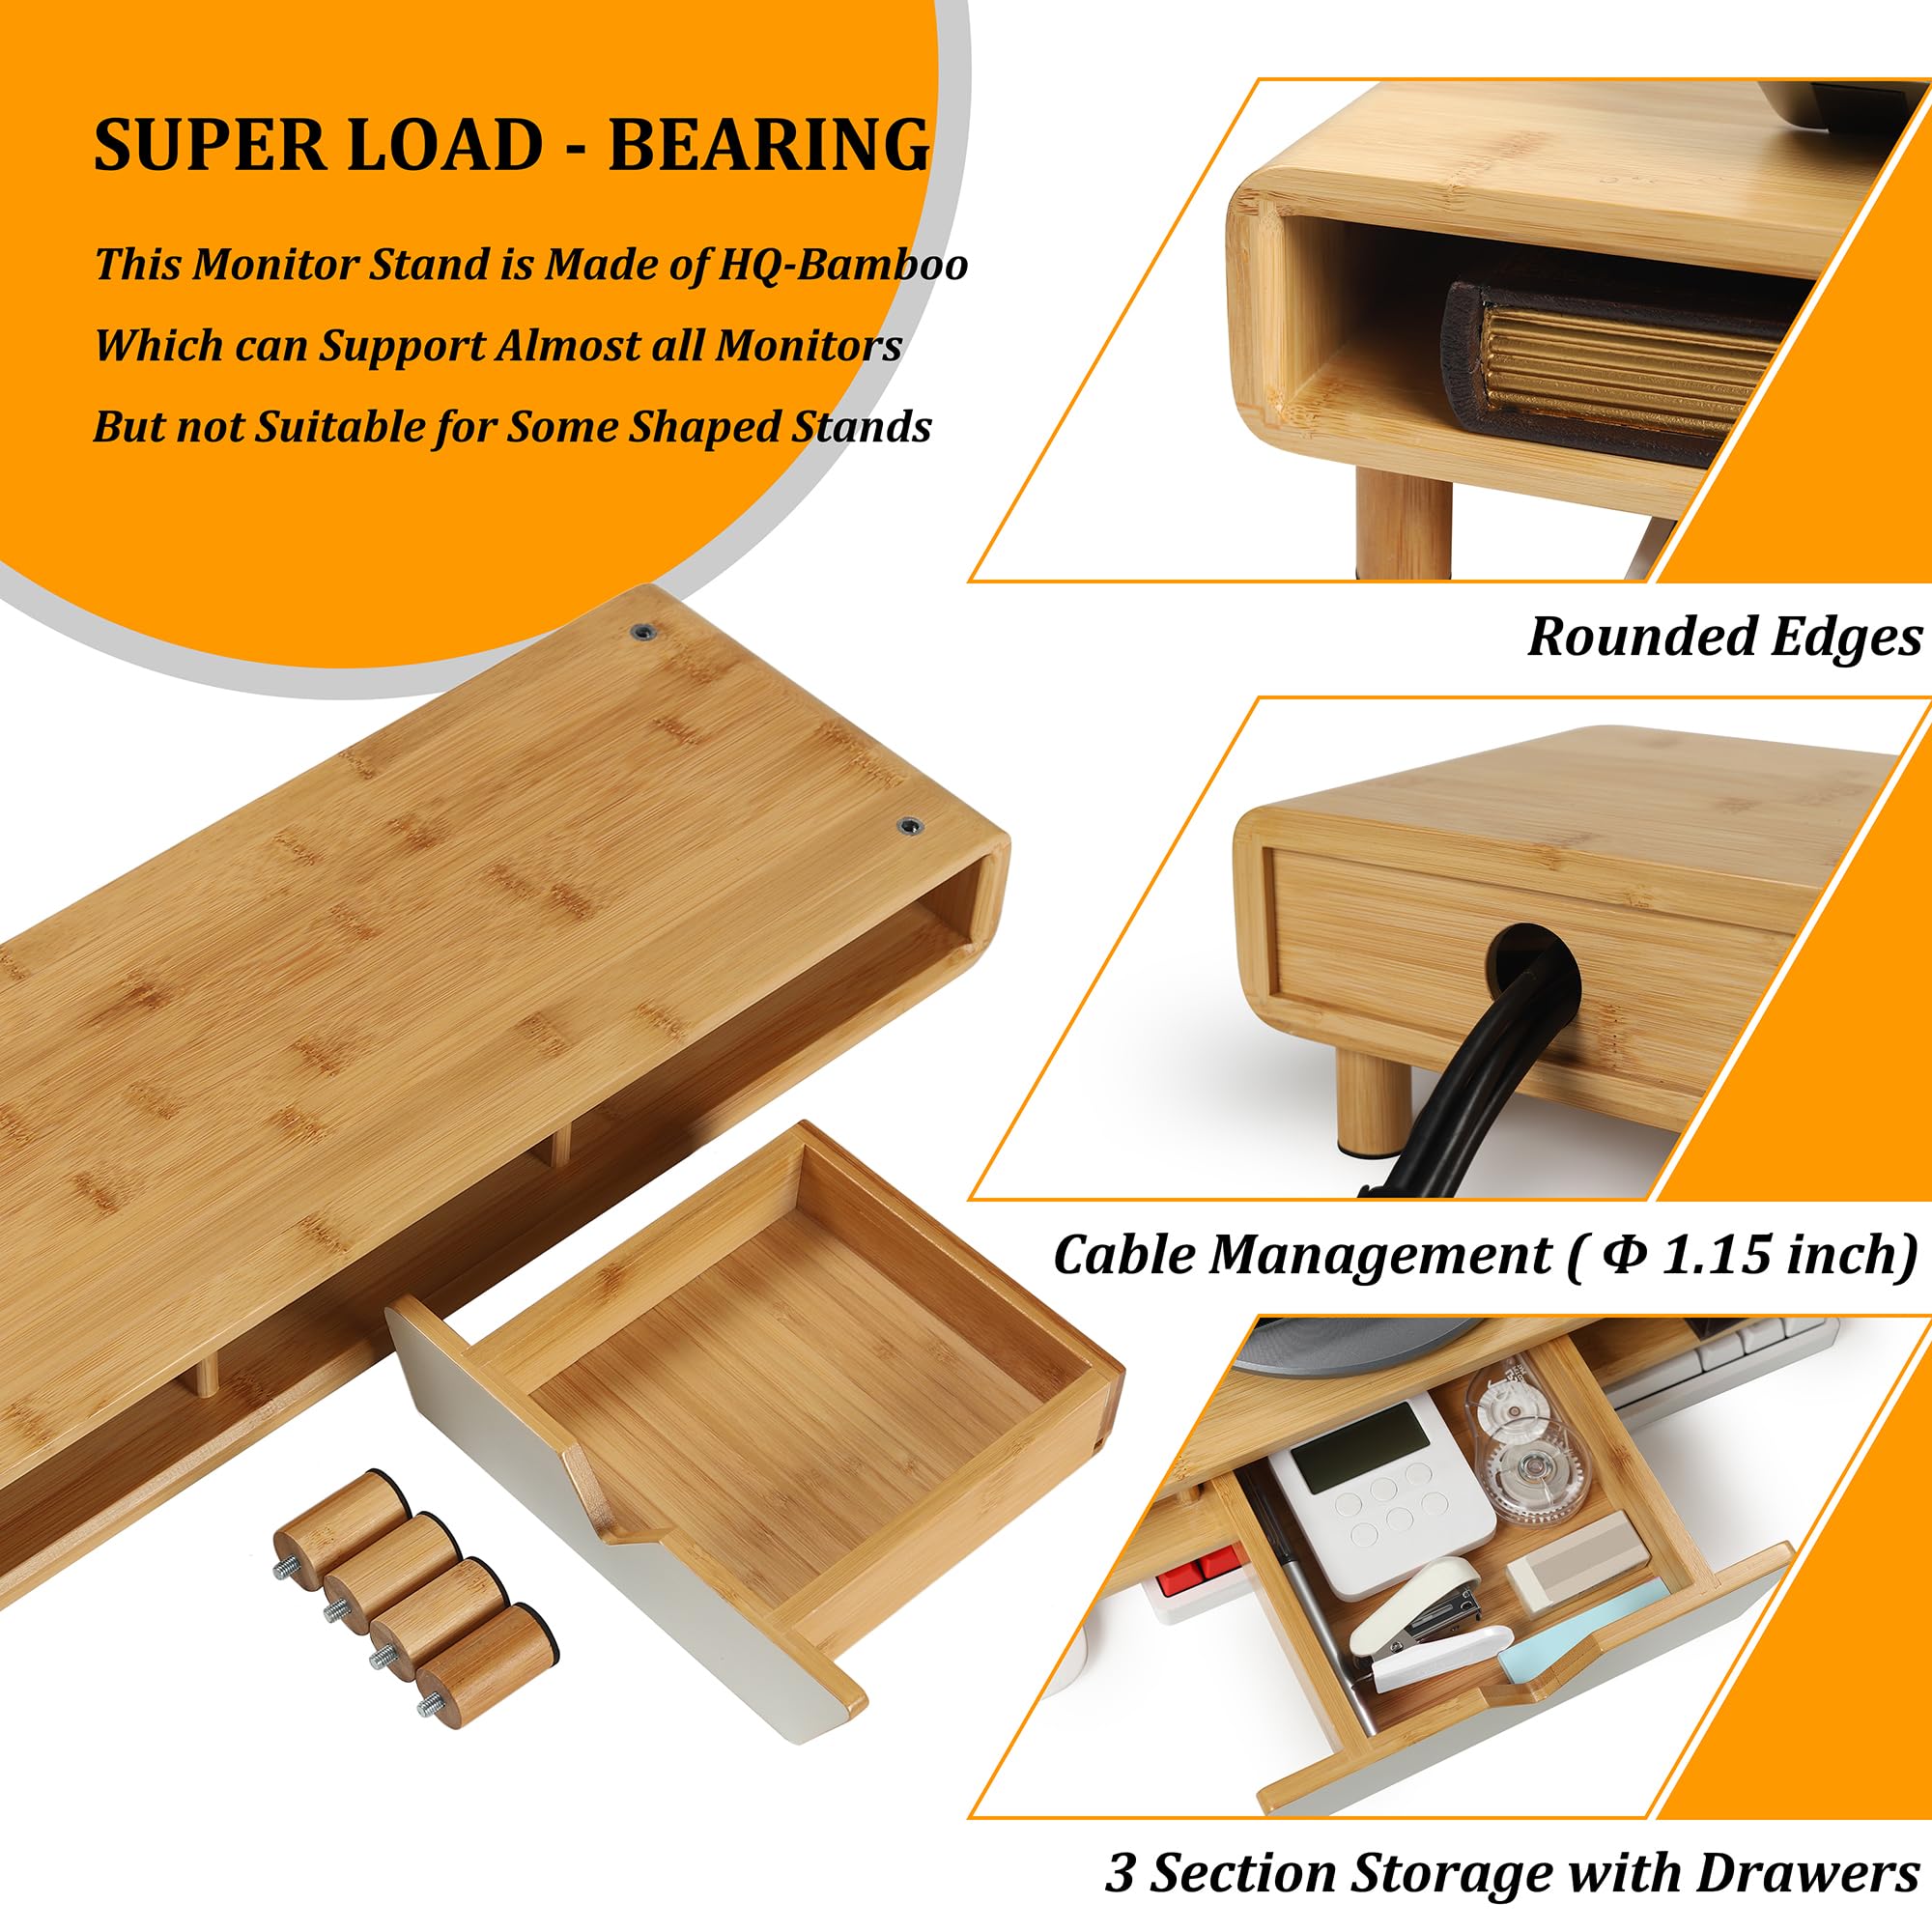 SUPER LOAD - BEARING
This Monitor Stand is Made of HQ-Bamboo
Which can Support Almost all Monitors
But not Suitable for Some Shaped Stands
Rounded Edges
Cable Management ( Φ 1.15 inch)
3 Section Storage with Drawers